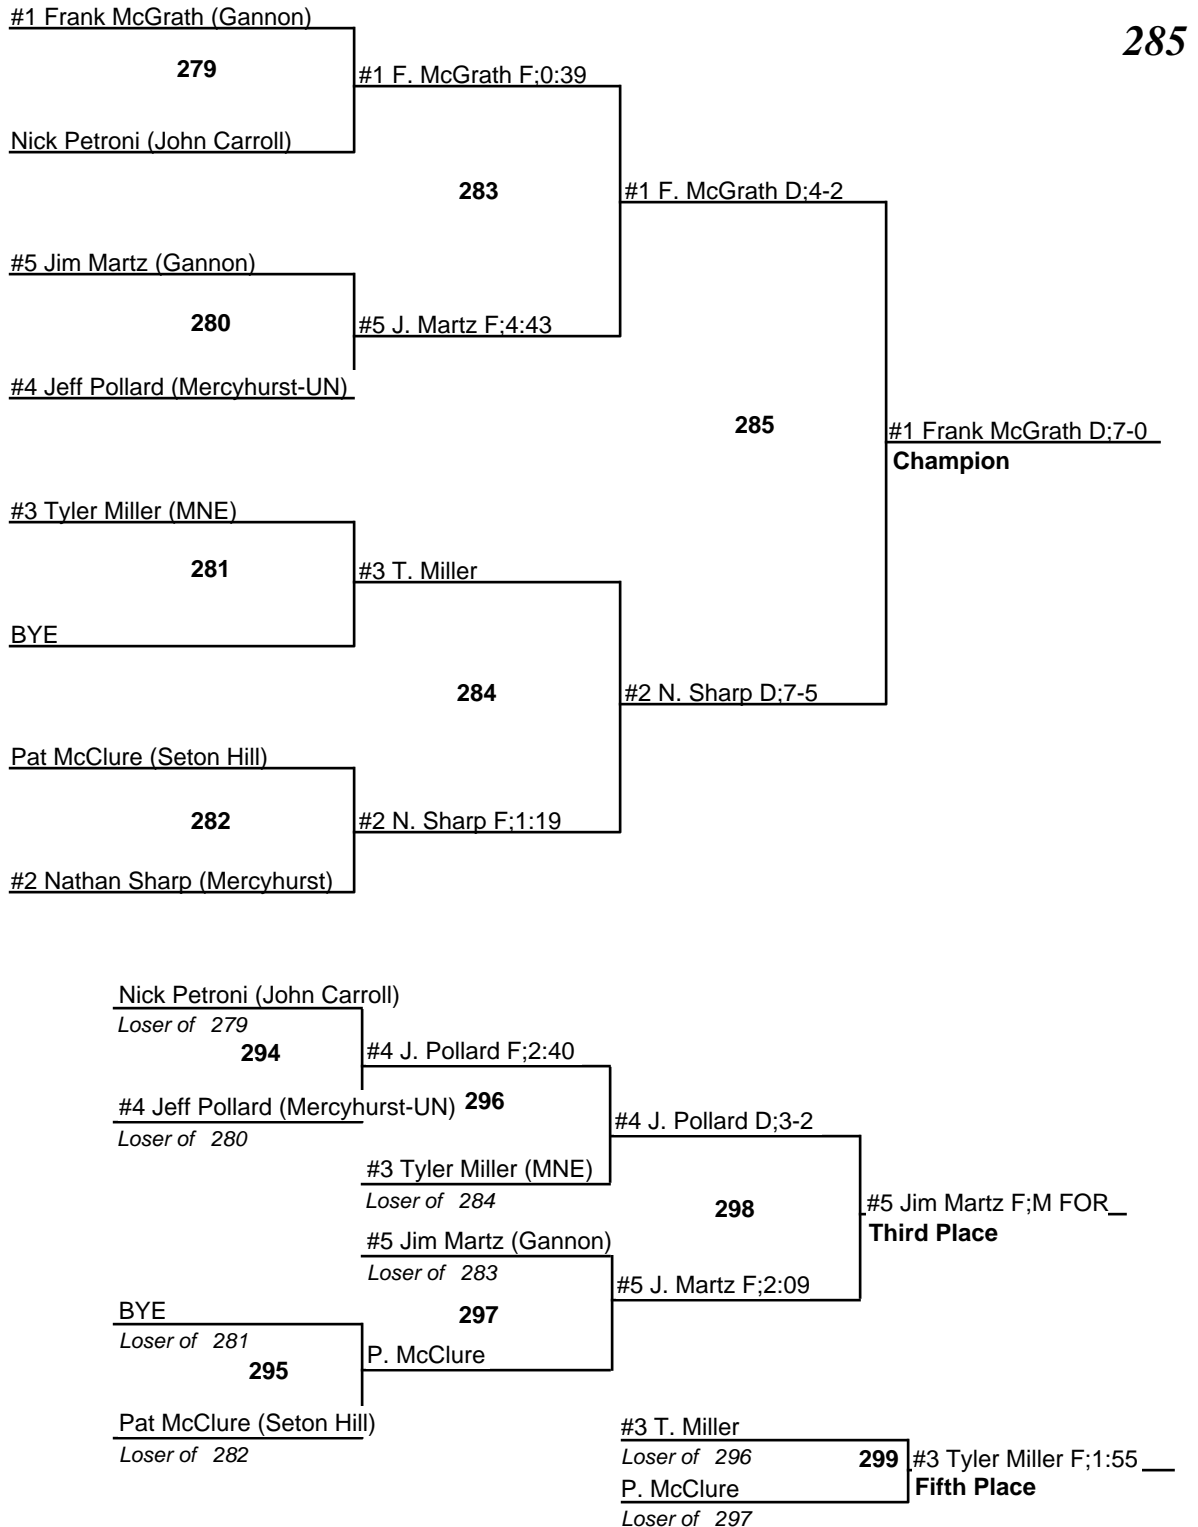 #1 Frank McGrath (Gannon)
285
279
#1 F. McGrath F;0:39
Nick Petroni (John Carroll)
283
#1 F. McGrath D;4-2
#5 Jim Martz (Gannon)
280
#5 J. Martz F;4:43
#4 Jeff Pollard (Mercyhurst-UN)
285
#1 Frank McGrath D;7-0
Champion
#3 Tyler Miller (MNE)
281
#3 T. Miller
BYE
284
#2 N. Sharp D;7-5
Pat McClure (Seton Hill)
282
#2 N. Sharp F;1:19
#2 Nathan Sharp (Mercyhurst)
Nick Petroni (John Carroll)
Loser of 279
294
#4 J. Pollard F;2:40
#4 Jeff Pollard (Mercyhurst-UN)
296
Loser of 280
#4 J. Pollard D;3-2
#3 Tyler Miller (MNE)
Loser of 284
298
#5 Jim Martz F;M FOR
Third Place
#5 Jim Martz (Gannon)
Loser of 283
#5 J. Martz F;2:09
BYE
Loser of 281
297
295
P. McClure
Pat McClure (Seton Hill)
Loser of 282
#3 T. Miller
Loser of 296
299
#3 Tyler Miller F;1:55
Fifth Place
P. McClure
Loser of 297